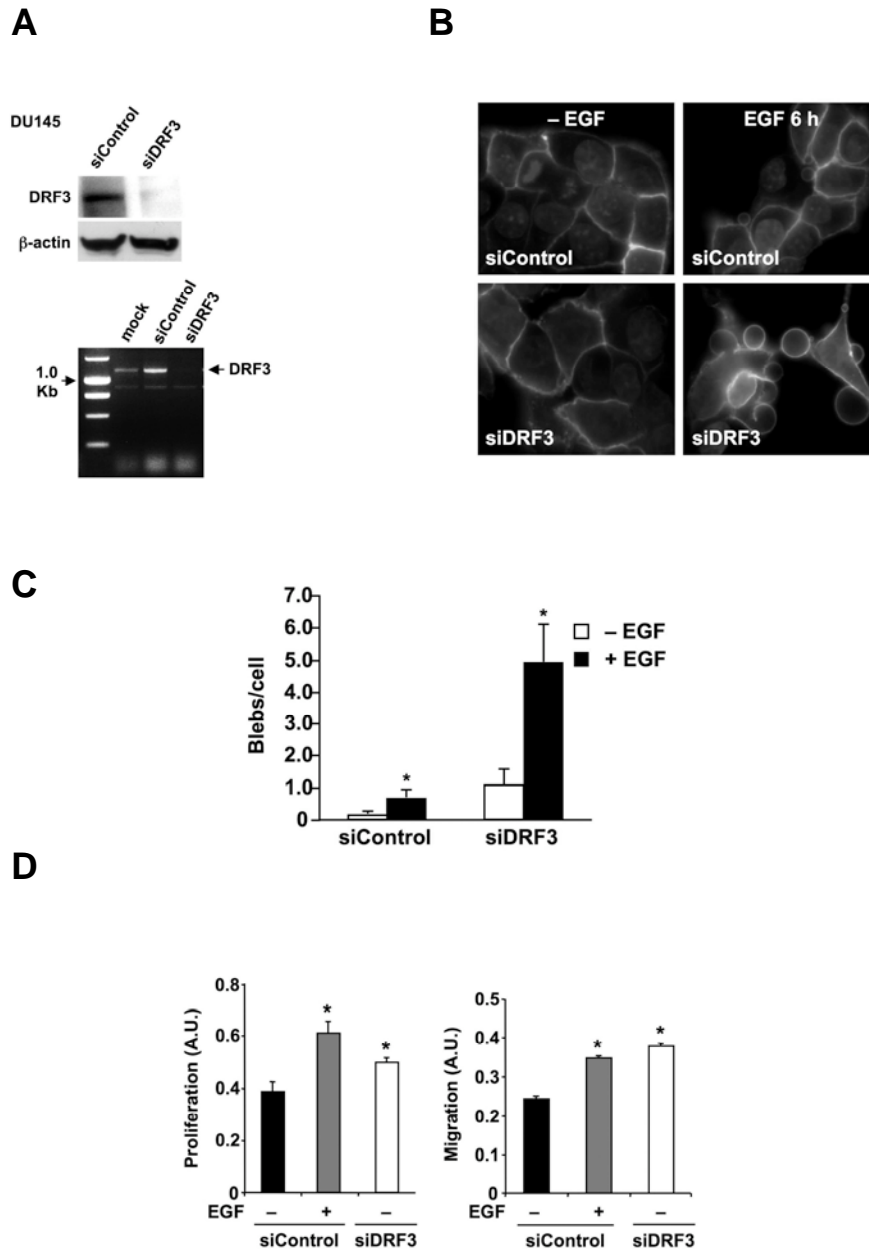 A
DU145
siControl
siDRF3
DRF3
β-actin
mock
siControl
siDRF3
1.0
Kb
DRF3
B
– EGF
EGF 6 h
siControl
siControl
siDRF3
siDRF3
C
Blebs/cell
7.0
6.0
5.0
4.0
3.0
2.0
1.0
0
*
*
– EGF
+ EGF
siControl
siDRF3
D
Proliferation (A.U.)
0.8
0.6
0.4
0.2
0
*
*
EGF – + –
siControl siDRF3
Migration (A.U.)
0.5
0.4
0.3
0.2
0.1
0
*
*
EGF – + –
siControl siDRF3